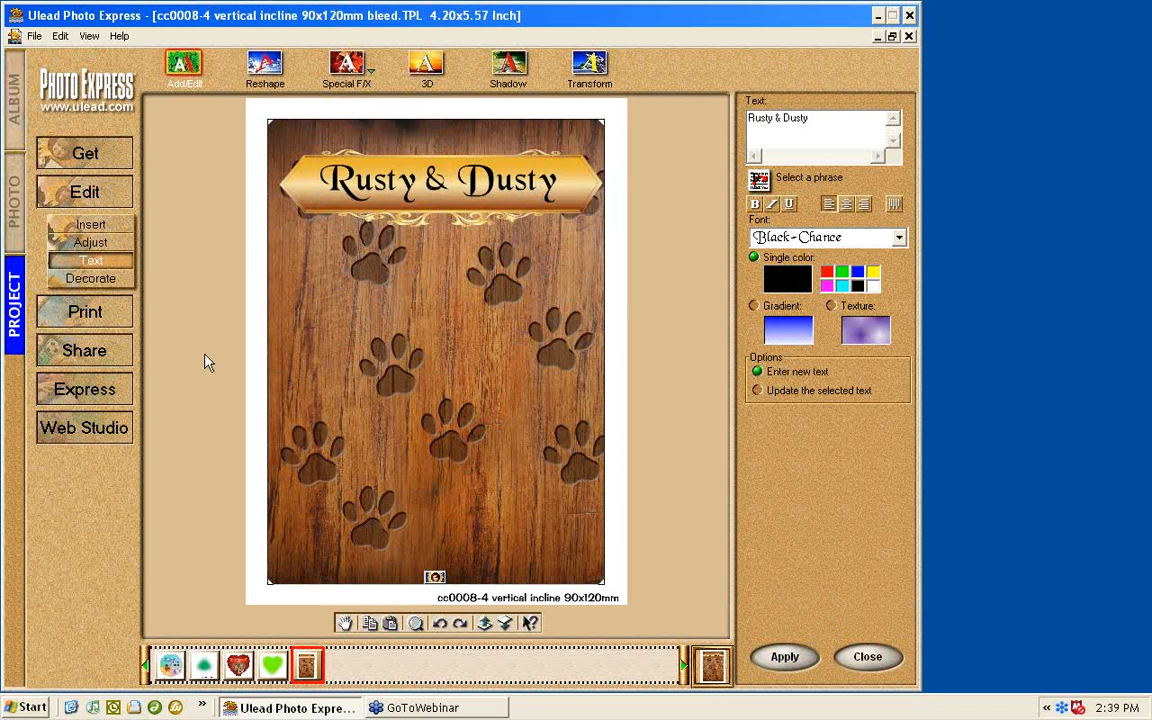 Ulead Photo Express - [cc0008-4 vertical incline 90x120mm bleed.TPL 4.20x5.57 Inch]
File Edit View Help
ALBUM
PHOTO
PROJECT
PHOTO EXPRESS
www.ulead.com
Add/Edit Reshape Special F/X 3D Shadow Transform
Get
Edit
Insert
Adjust
Text
Decorate
Print
Share
Express
Web Studio
Rusty & Dusty
cc0008-4 vertical incline 90x120mm
Text:
Rusty & Dusty
Select a phrase
B I U
Font:
Black-Chance
Single color:
Gradient: Texture:
Options
Enter new text
Update the selected text
Apply Close
Start » Ulead Photo Expre... GoToWebinar « 2:39 PM